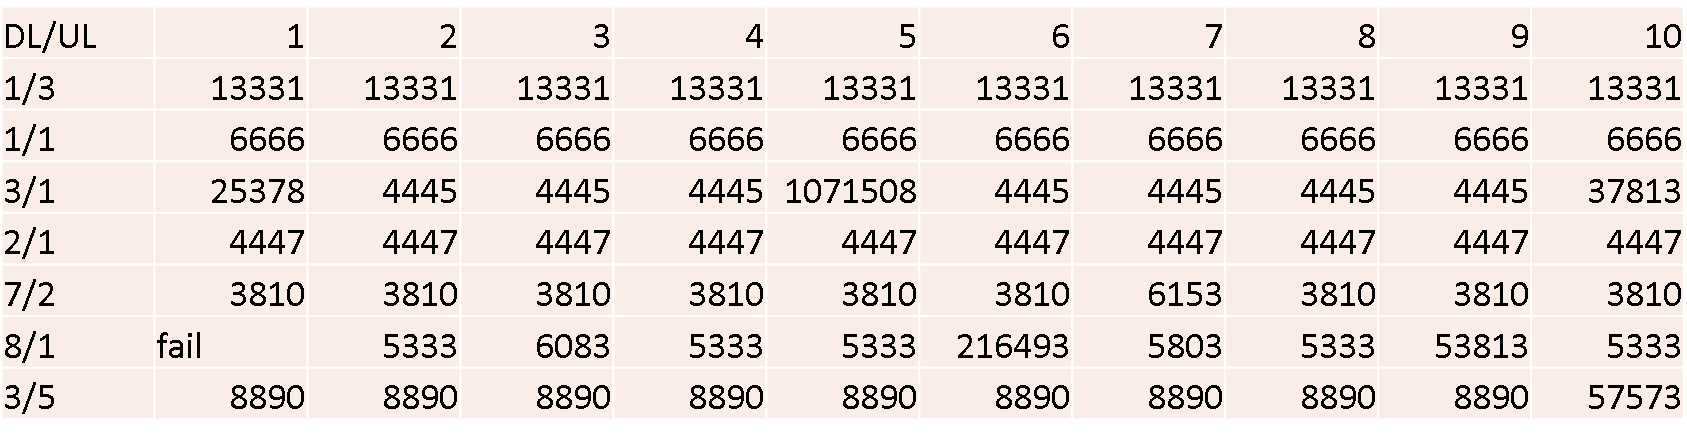 DL/UL 1 2 3 4 5 6 7 8 9 10
1/3 13331 13331 13331 13331 13331 13331 13331 13331 13331 13331
1/1 6666 6666 6666 6666 6666 6666 6666 6666 6666 6666
3/1 25378 4445 4445 4445 1071508 4445 4445 4445 4445 37813
2/1 4447 4447 4447 4447 4447 4447 4447 4447 4447 4447
7/2 3810 3810 3810 3810 3810 3810 6153 3810 3810 3810
8/1 fail 5333 6083 5333 5333 216493 5803 5333 53813 5333
3/5 8890 8890 8890 8890 8890 8890 8890 8890 8890 57573